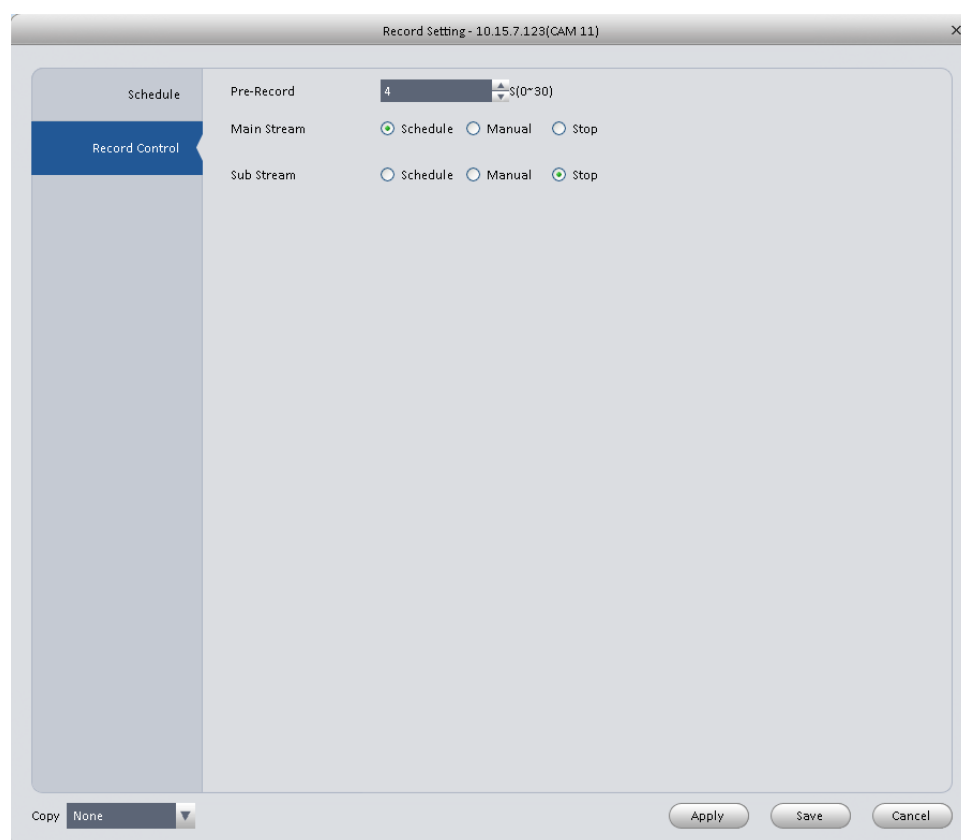 Record Setting - 10.15.7.123(CAM 11)
Schedule
Record Control
Pre-Record 4 S(0~30)
Main Stream Schedule Manual Stop
Sub Stream Schedule Manual Stop
Copy None Apply Save Cancel